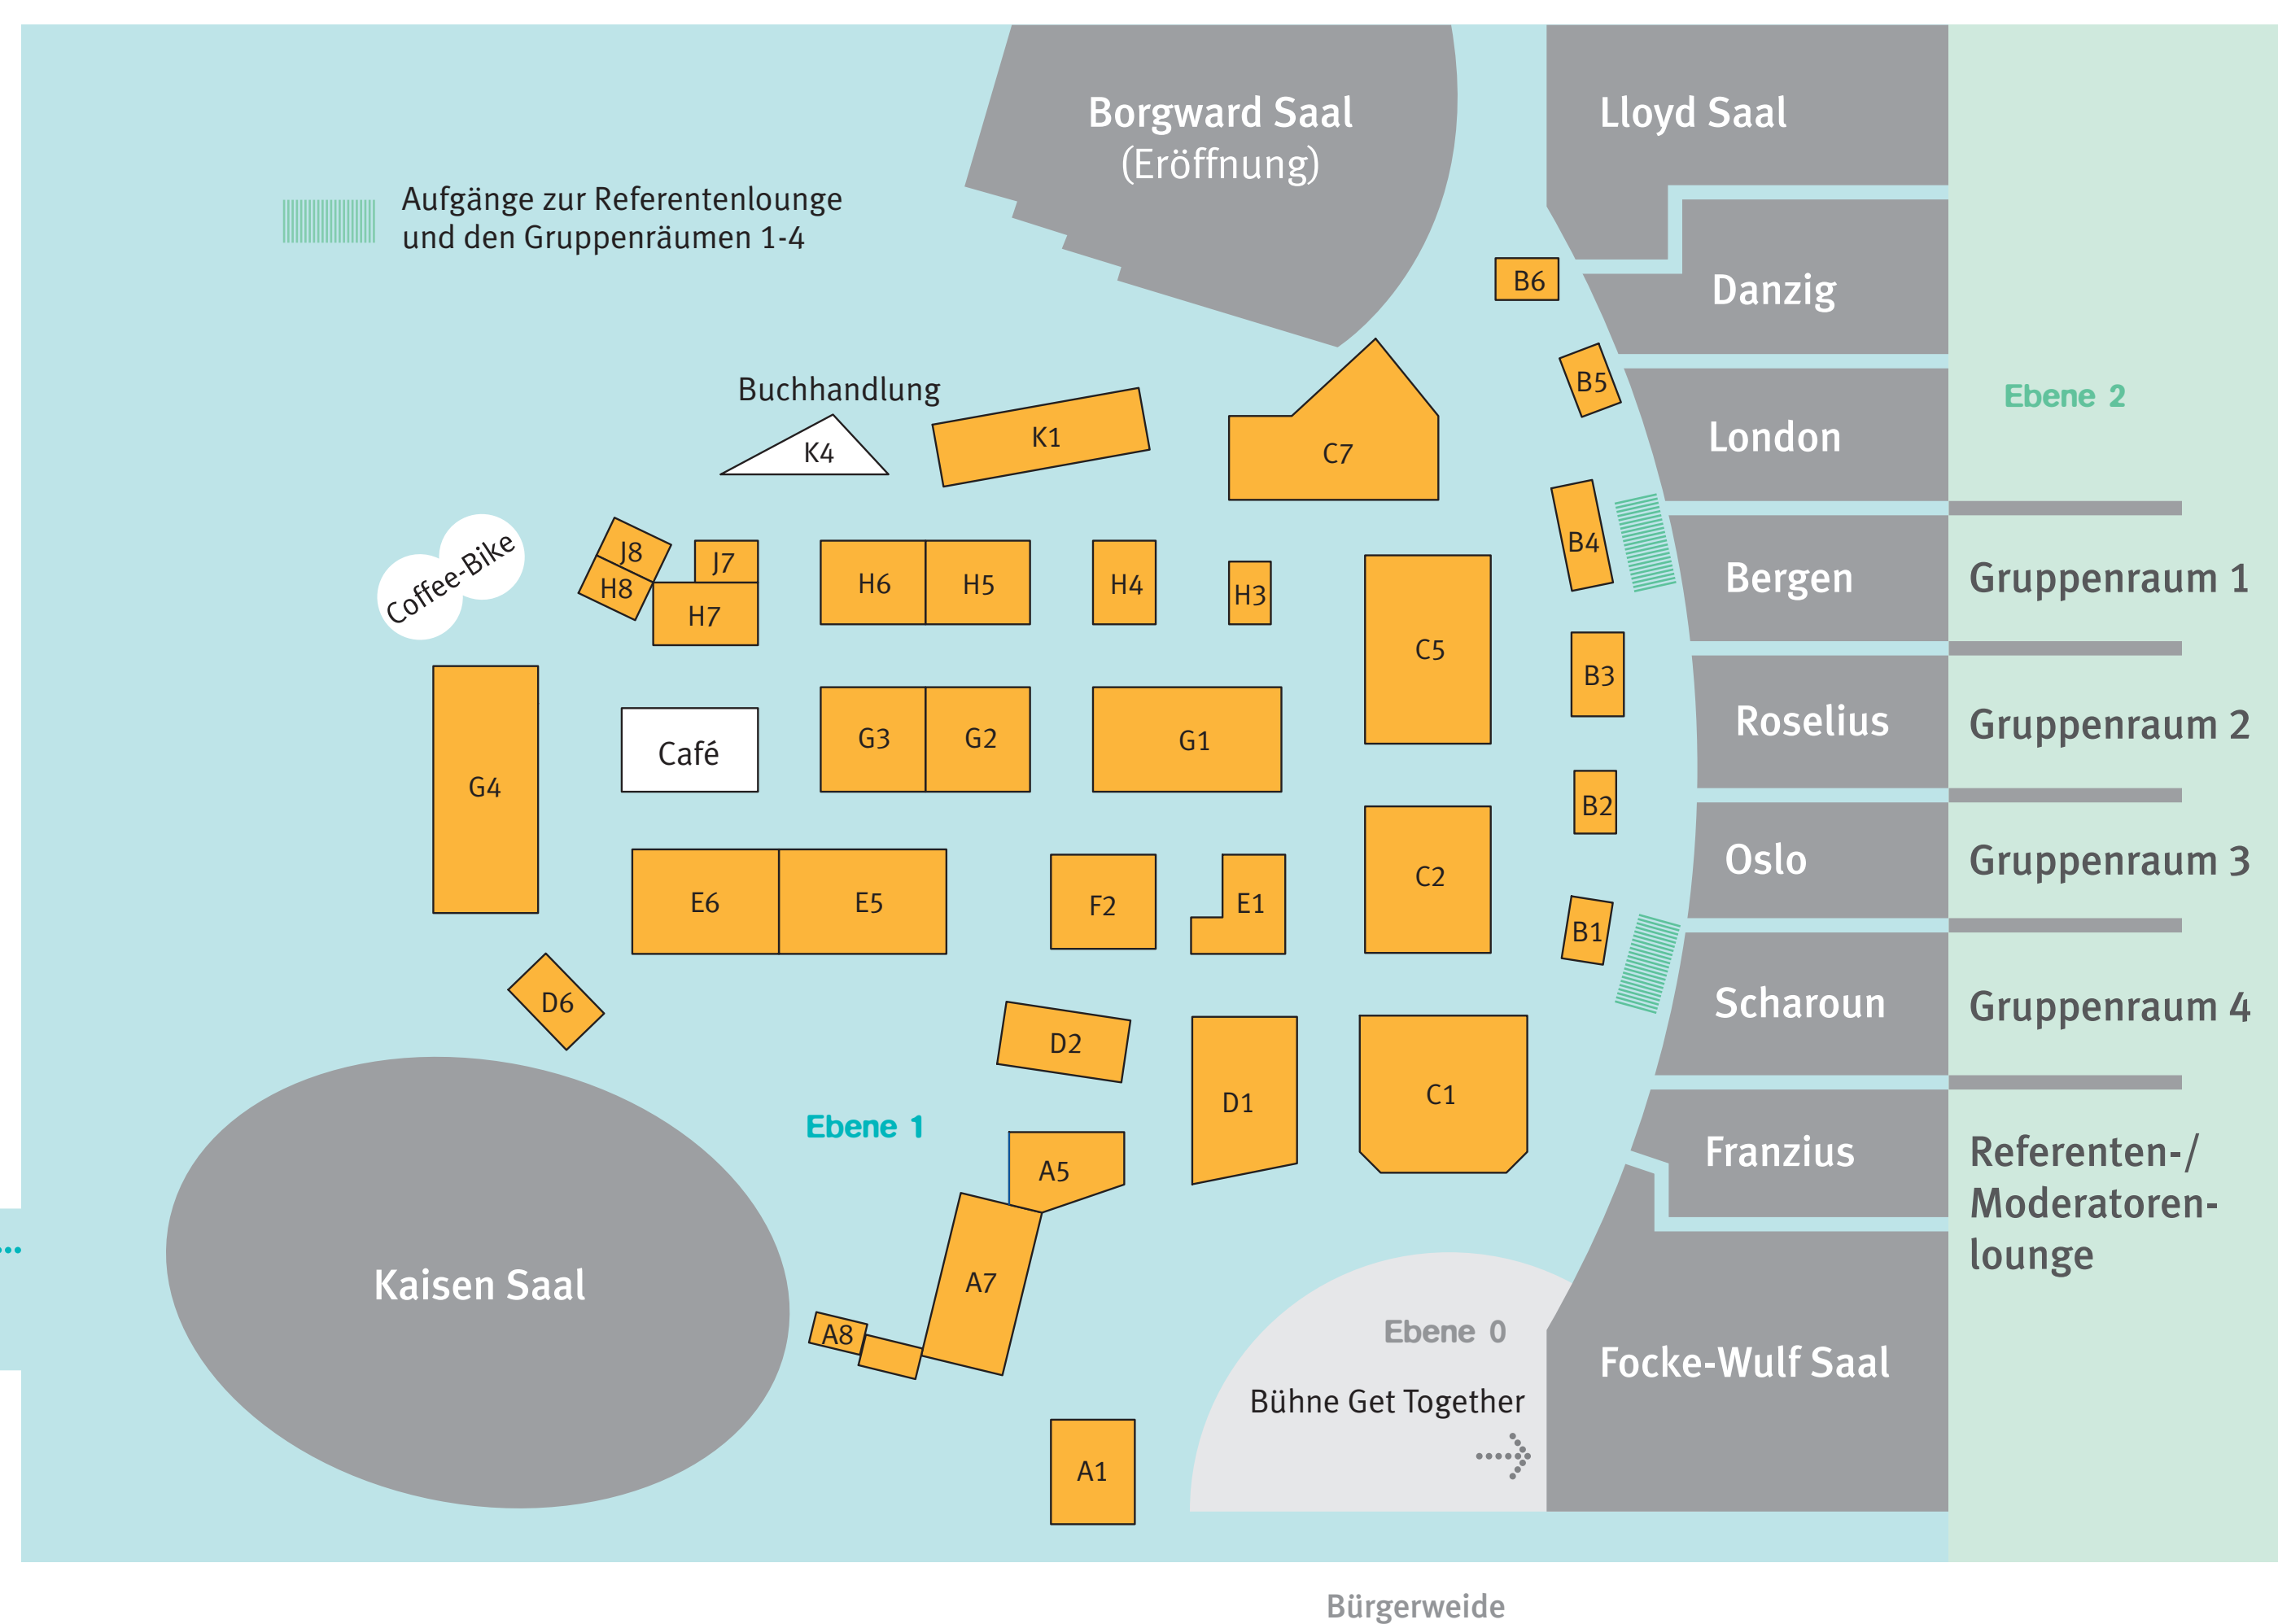 Borgward Saal
(Eröffnung)
Lloyd Saal
Aufgänge zur Referentenlounge
und den Gruppenräumen 1-4
B6
Danzig
Buchhandlung
B5
Ebene 2
K4
K1
C7
London
Coffee-Bike
J8
H8
J7
H7
H6
H5
H4
H3
C5
B4
Bergen
Gruppenraum 1
B3
G4
Café
G3
G2
G1
Roselius
Gruppenraum 2
B2
E6
E5
F2
E1
C2
Oslo
Gruppenraum 3
B1
D6
D2
Scharoun
Gruppenraum 4
Ebene 1
D1
C1
A5
Franzius
Referenten-/
Moderatoren-
lounge
Kaisen Saal
A7
A8
Ebene 0
Focke-Wulf Saal
Bühne Get Together
A1
Bürgerweide